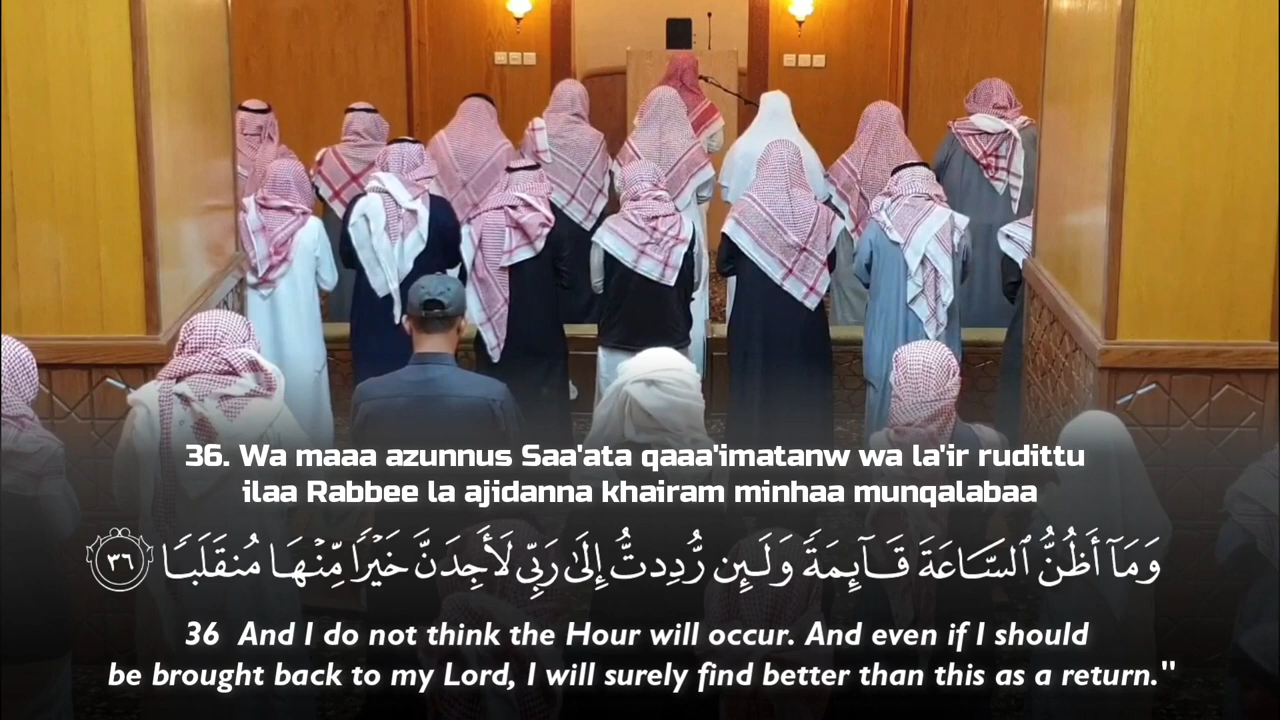 36. Wa maaa azunnus Saa'ata qaaa'imatanw wa la'ir rudittu
ilaa Rabbee la ajidanna khairam minhaa munqalabaa
وَمَآ أَظُنُّ ٱلسَّاعَةَ قَآئِمَةً وَلَئِن رُّدِدتُّ إِلَىٰ رَبِّى لَأَجِدَنَّ خَيْرًا مِّنْهَا مُنقَلَبًا ٣٦
36 And I do not think the Hour will occur. And even if I should
be brought back to my Lord, I will surely find better than this as a return."